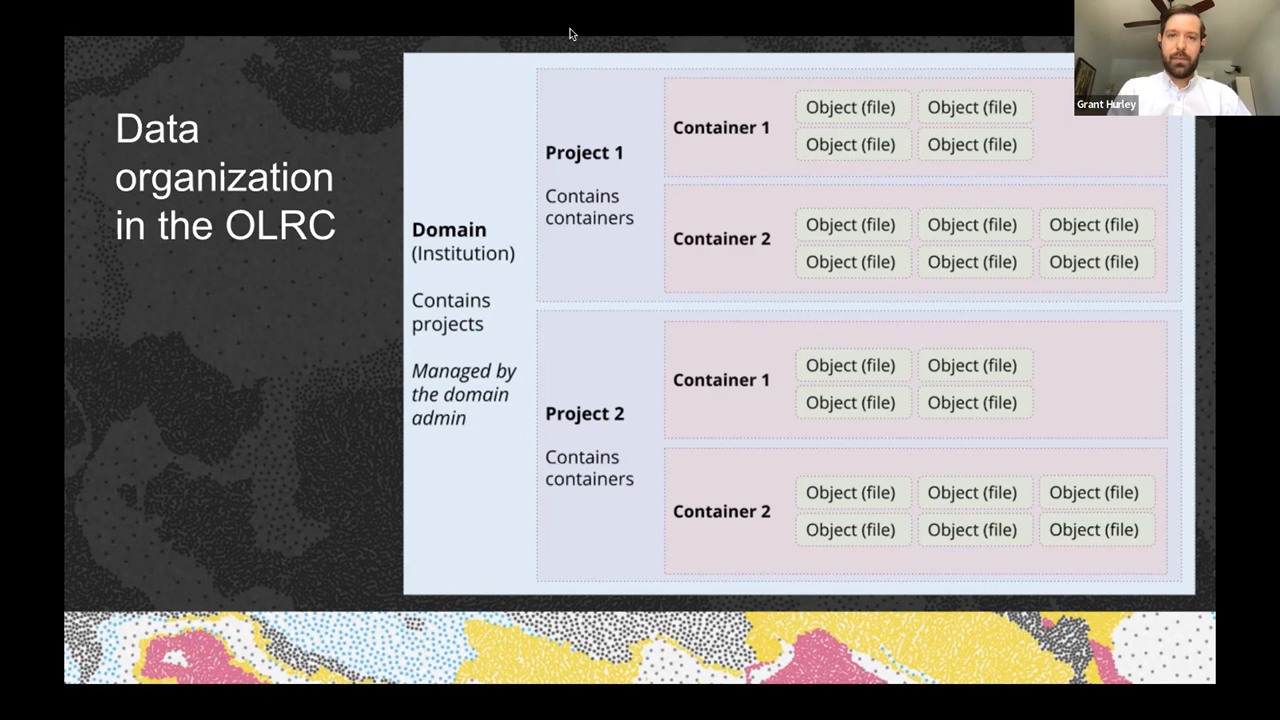 Data
organization
in the OLRC
Domain
(Institution)
Contains
projects
Managed by
the domain
admin
Project 1
Contains
containers
Container 1
Object (file) Object (file)
Object (file) Object (file)
Container 2
Object (file) Object (file) Object (file)
Object (file) Object (file) Object (file)
Project 2
Contains
containers
Container 1
Object (file) Object (file)
Object (file) Object (file)
Container 2
Object (file) Object (file) Object (file)
Object (file) Object (file) Object (file)
Grant Hurley